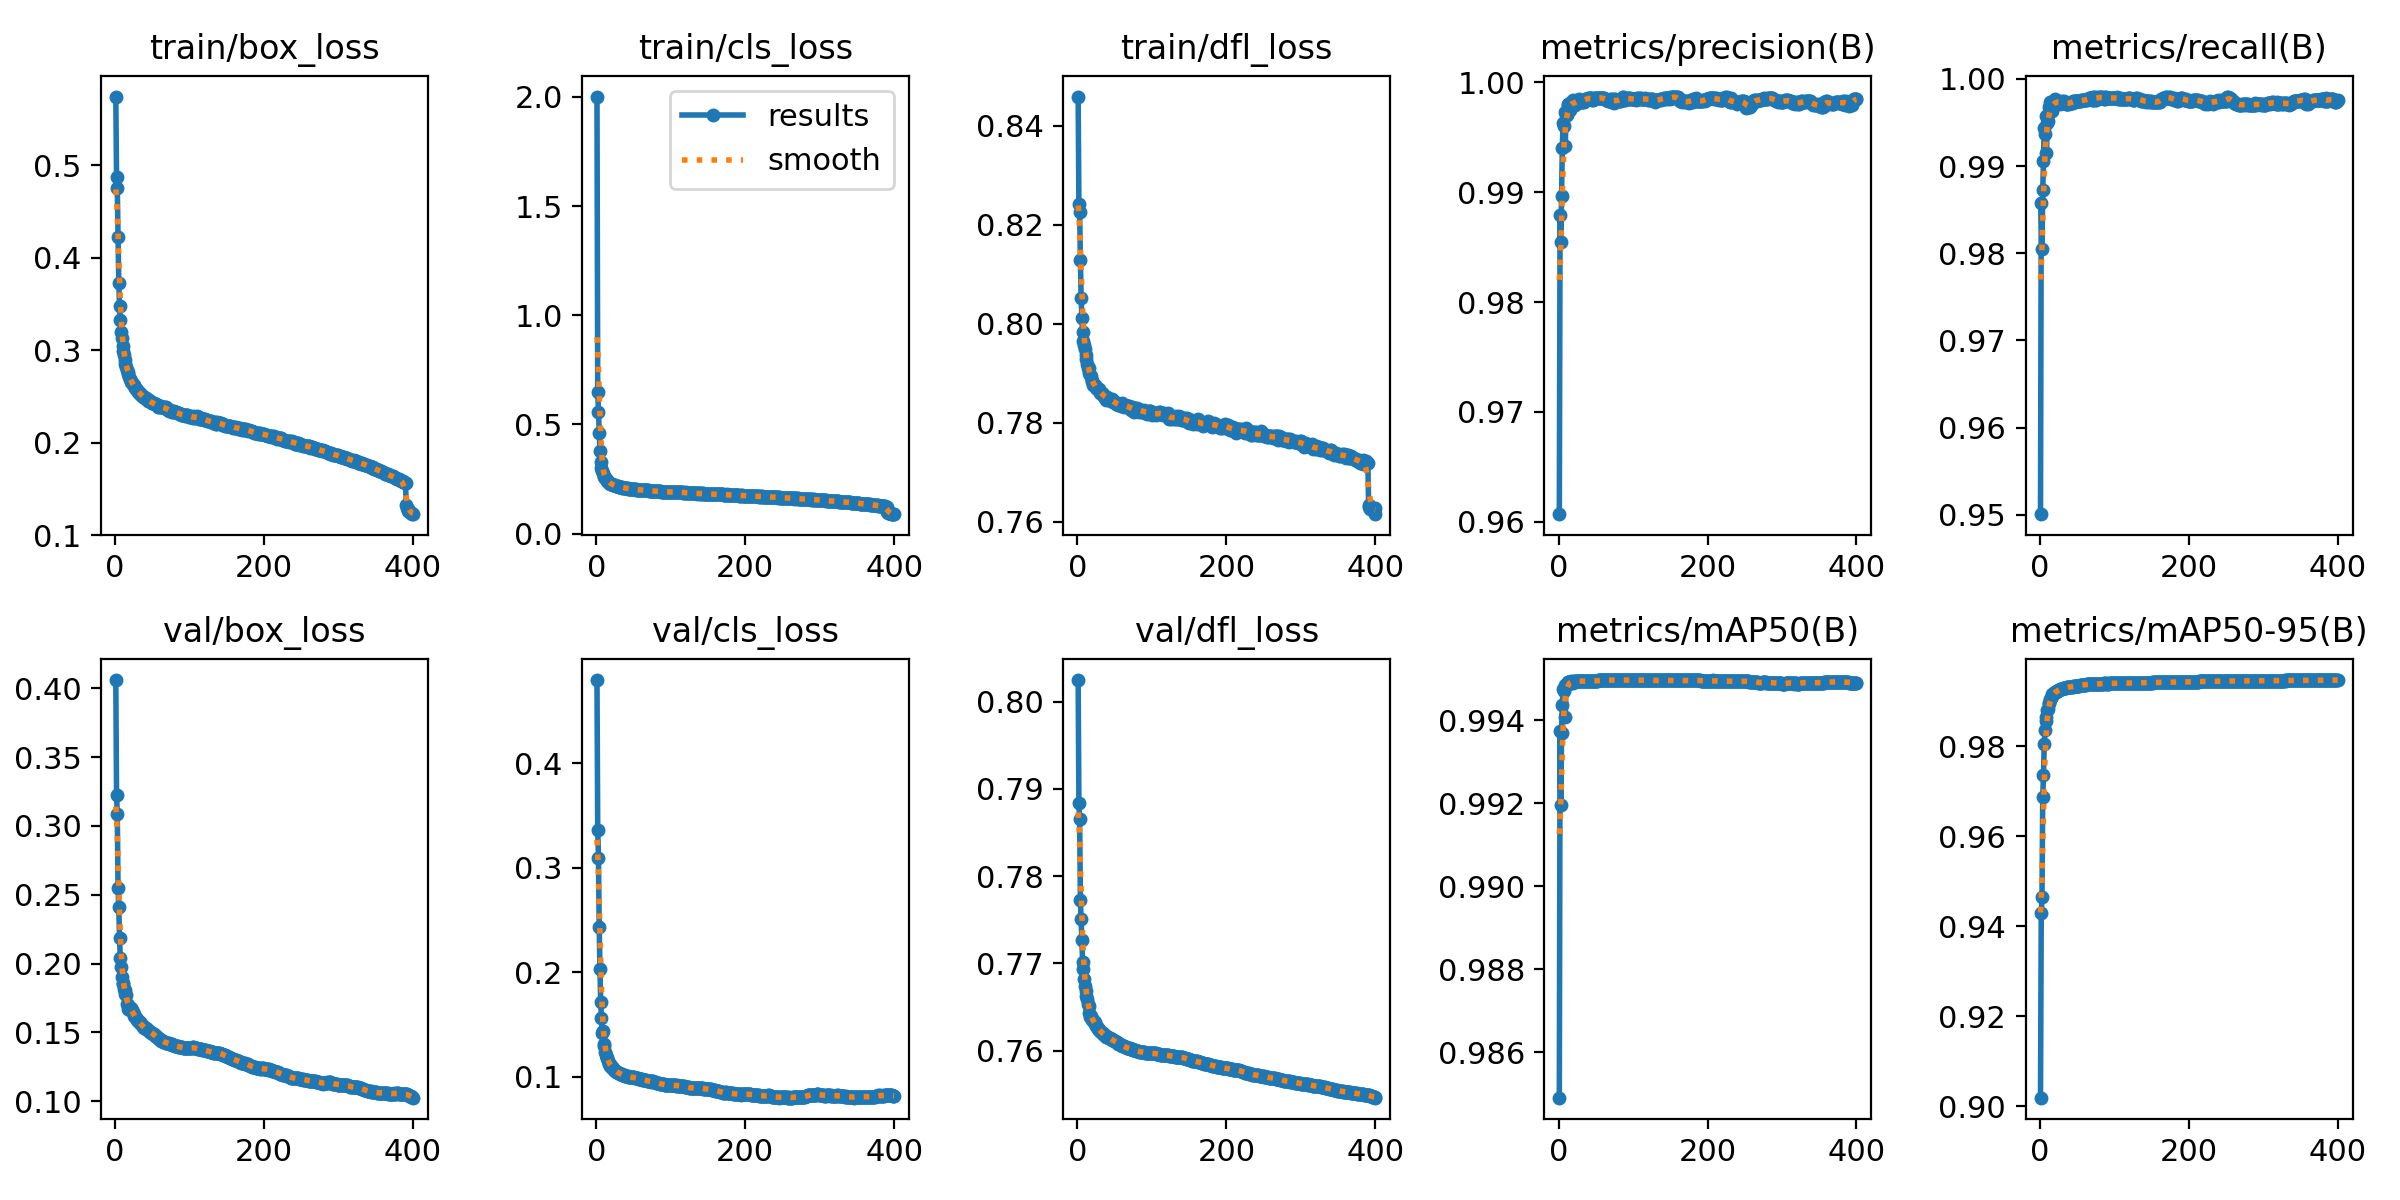 train/box_loss
0.5
0.4
0.3
0.2
0.1
0 200 400
train/cls_loss
results
smooth
2.0
1.5
1.0
0.5
0.0
0 200 400
train/dfl_loss
0.84
0.82
0.80
0.78
0.76
0 200 400
metrics/precision(B)
1.00
0.99
0.98
0.97
0.96
0 200 400
metrics/recall(B)
1.00
0.99
0.98
0.97
0.96
0.95
0 200 400
val/box_loss
0.40
0.35
0.30
0.25
0.20
0.15
0.10
0 200 400
val/cls_loss
0.4
0.3
0.2
0.1
0 200 400
val/dfl_loss
0.80
0.79
0.78
0.77
0.76
0 200 400
metrics/mAP50(B)
0.994
0.992
0.990
0.988
0.986
0 200 400
metrics/mAP50-95(B)
0.98
0.96
0.94
0.92
0.90
0 200 400